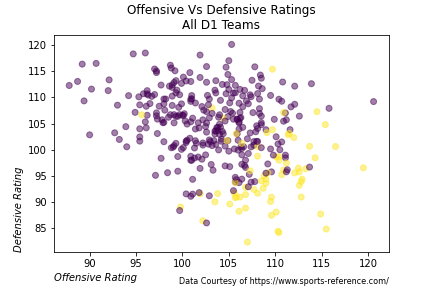 Offensive Vs Defensive Ratings
All D1 Teams
120
115
110
105
100
95
90
85
Defensive Rating
90 95 100 105 110 115 120
Offensive Rating
Data Courtesy of https://www.sports-reference.com/